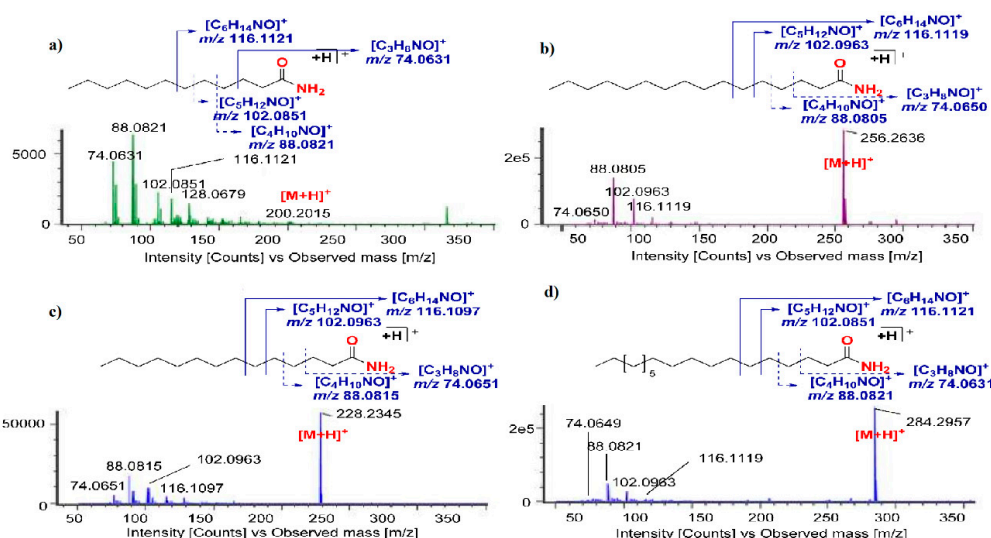 a)
[C₆H₁₄NO]⁺
m/z 116.1121
[C₃H₈NO]⁺
m/z 74.0631
+H ⁺
O
NH₂
[C₅H₁₂NO]⁺
m/z 102.0851
[C₄H₁₀NO]⁺
m/z 88.0821
88.0821
5000
74.0631
116.1121
102.0851
128.0679
[M+H]⁺
200.2015
0
50 100 150 200 250 300 350
Intensity [Counts] vs Observed mass [m/z]
b)
[C₆H₁₄NO]⁺
m/z 116.1119
[C₅H₁₂NO]⁺
m/z 102.0963
+H
O
NH₂
[C₃H₈NO]⁺
m/z 74.0650
[C₄H₁₀NO]⁺
m/z 88.0805
256.2636
2e5
[M+H]⁺
88.0805
102.0963
74.0650
116.1119
0
50 100 150 200 250 300 350
Intensity [Counts] vs Observed mass [m/z]
c)
[C₆H₁₄NO]⁺
m/z 116.1097
[C₅H₁₂NO]⁺
m/z 102.0963
+H ⁺
O
NH₂
[C₃H₈NO]⁺
m/z 74.0651
[C₄H₁₀NO]⁺
m/z 88.0815
228.2345
50000
[M+H]⁺
88.0815
102.0963
74.0651
116.1097
0
50 100 150 200 250 300 350
Intensity [Counts] vs Observed mass [m/z]
d)
[C₆H₁₄NO]⁺
m/z 116.1121
[C₅H₁₂NO]⁺
m/z 102.0851
+H ⁺
O
NH₂
5
[C₃H₈NO]⁺
m/z 74.0631
[C₄H₁₀NO]⁺
m/z 88.0821
284.2957
2e5
74.0649
[M+H]⁺
88.0821
102.0963
116.1119
0
50 100 150 200 250 300 350
Intensity [Counts] vs Observed mass [m/z]